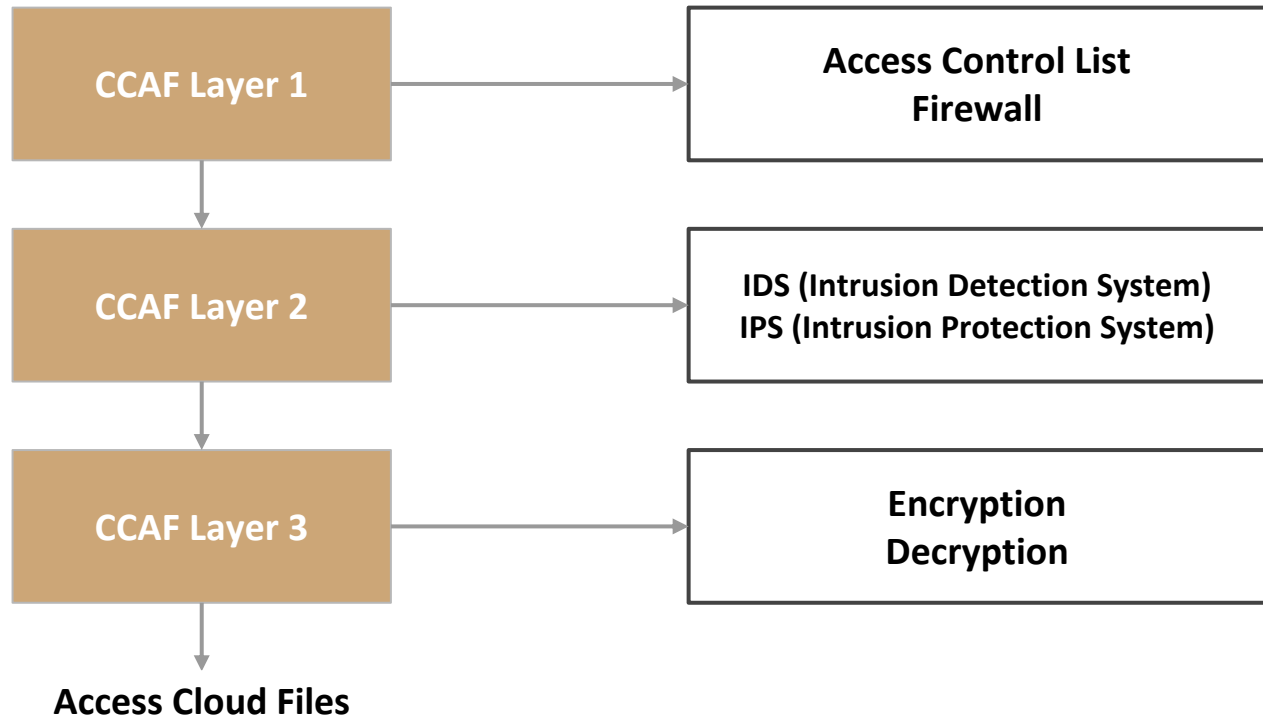 CCAF Layer 1
Access Control List
Firewall
CCAF Layer 2
IDS (Intrusion Detection System)
IPS (Intrusion Protection System)
CCAF Layer 3
Encryption
Decryption
Access Cloud Files